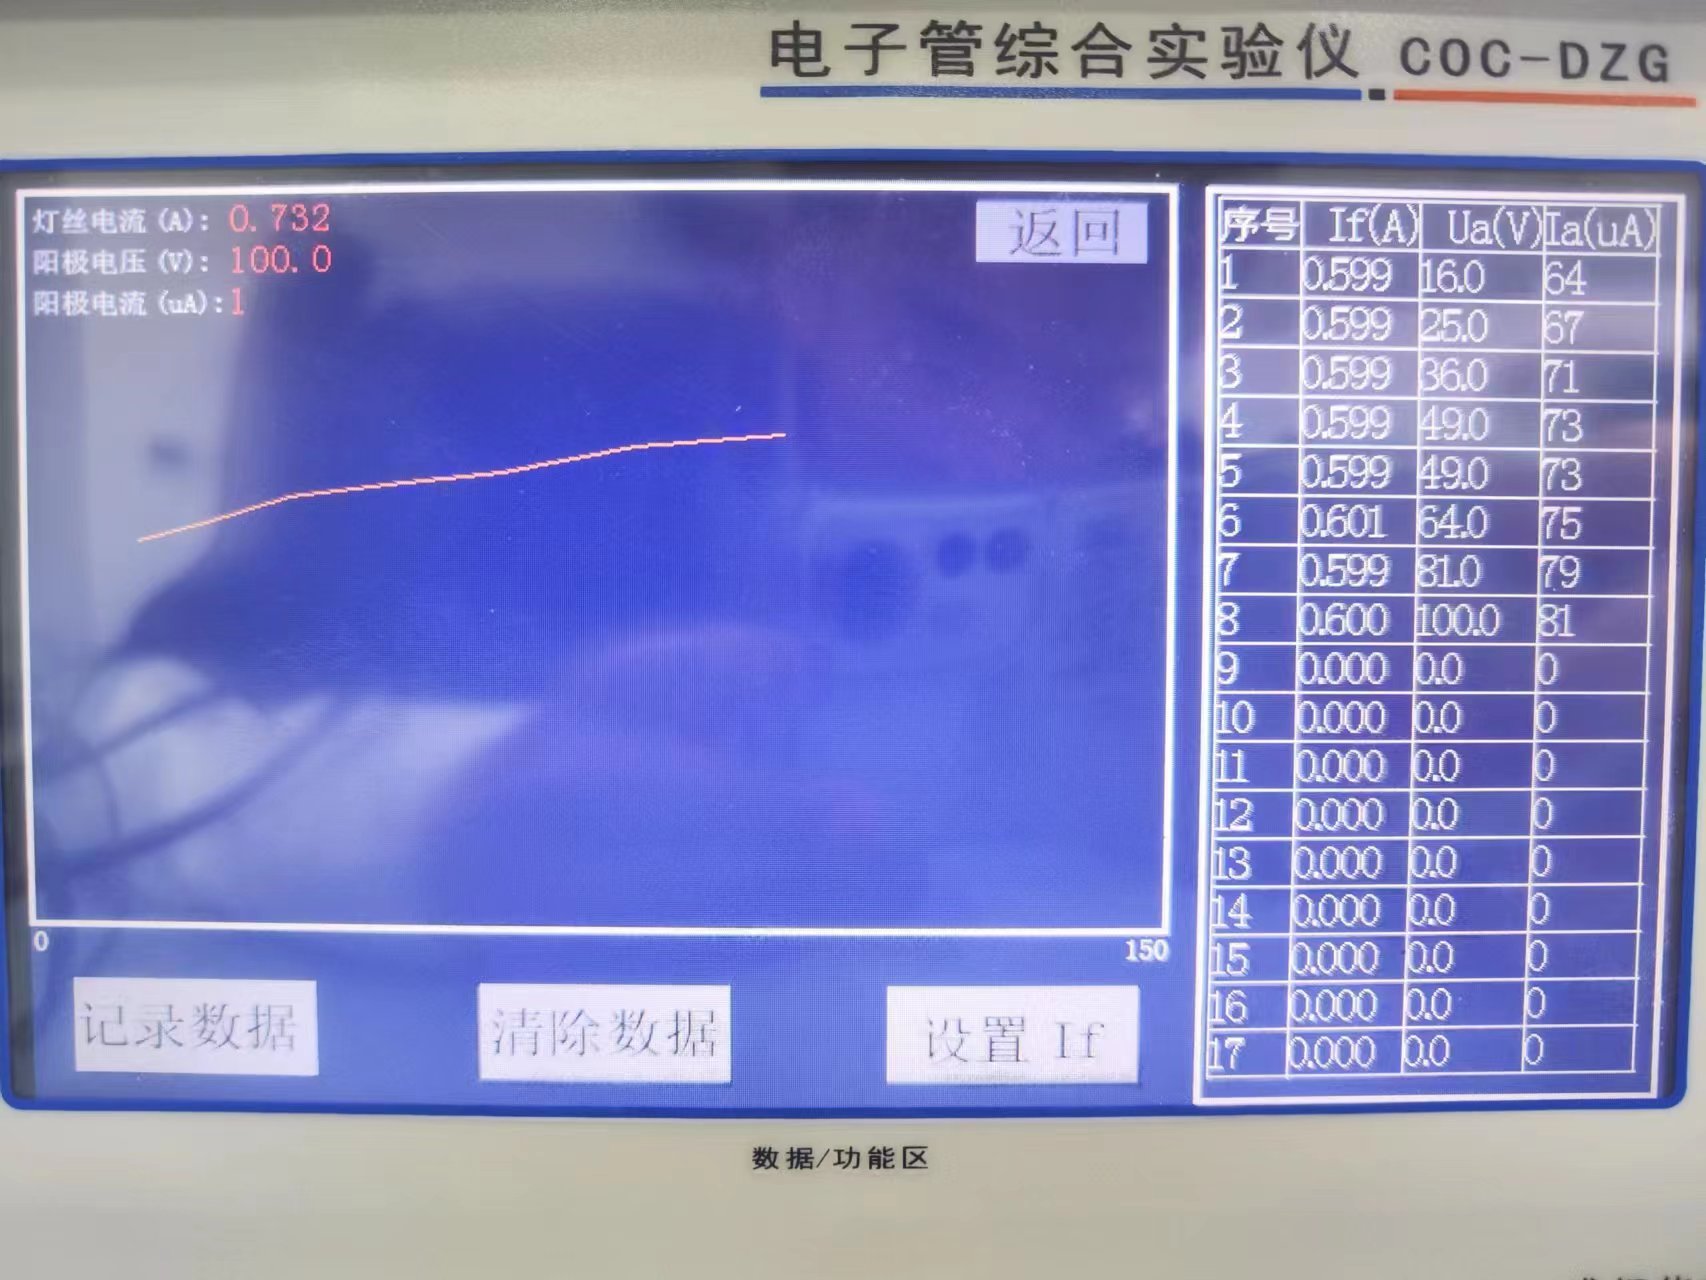 电子管综合实验仪 COC-DZG
灯丝电流(A): 0.732
阳极电压(V): 100.0
阳极电流(uA):1
返回
0
150
记录数据
清除数据
设置 If
序号 If(A) Ua(V) Ia(uA)
1 0.599 16.0 64
2 0.599 25.0 67
3 0.599 36.0 71
4 0.599 49.0 73
5 0.599 49.0 73
6 0.601 64.0 75
7 0.599 81.0 79
8 0.600 100.0 81
9 0.000 0.0 0
10 0.000 0.0 0
11 0.000 0.0 0
12 0.000 0.0 0
13 0.000 0.0 0
14 0.000 0.0 0
15 0.000 0.0 0
16 0.000 0.0 0
17 0.000 0.0 0
数据/功能区